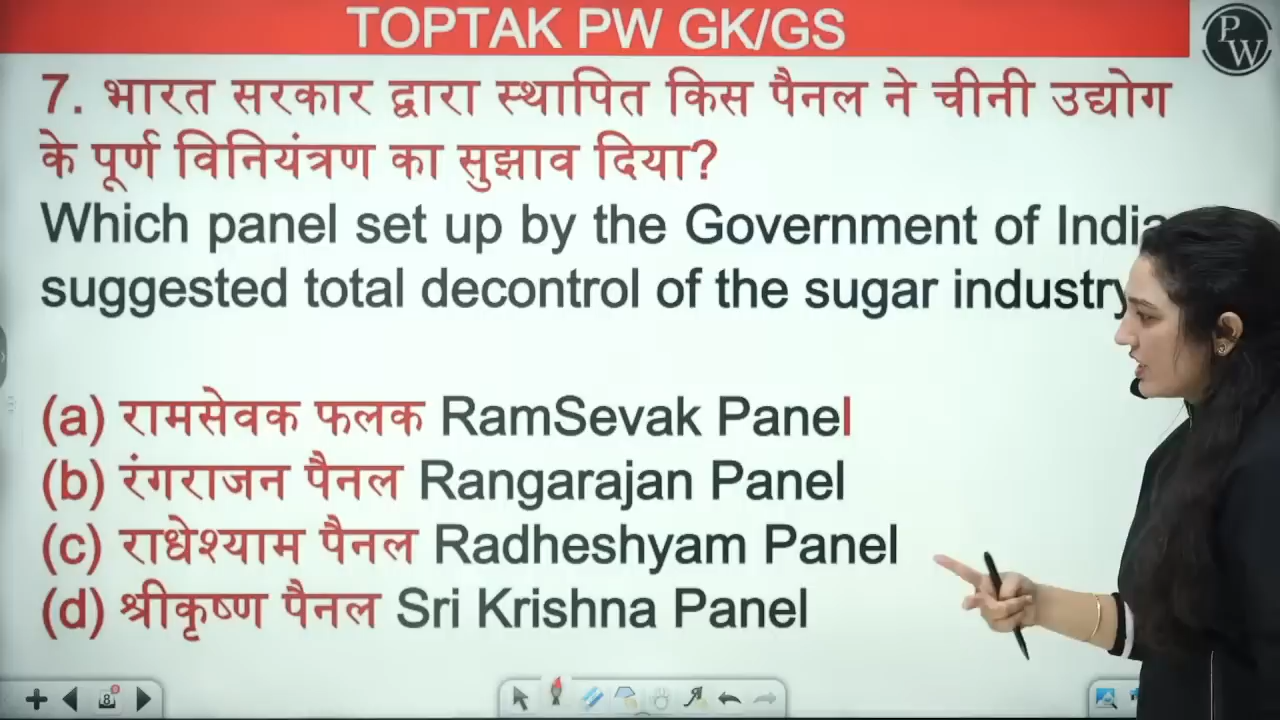 TOPTAK PW GK/GS
PW
7. भारत सरकार द्वारा स्थापित किस पैनल ने चीनी उद्योग
के पूर्ण विनियंत्रण का सुझाव दिया?
Which panel set up by the Government of India
suggested total decontrol of the sugar industry
(a) रामसेवक फलक RamSevak Panel
(b) रंगराजन पैनल Rangarajan Panel
(c) राधेश्याम पैनल Radheshyam Panel
(d) श्रीकृष्ण पैनल Sri Krishna Panel
8